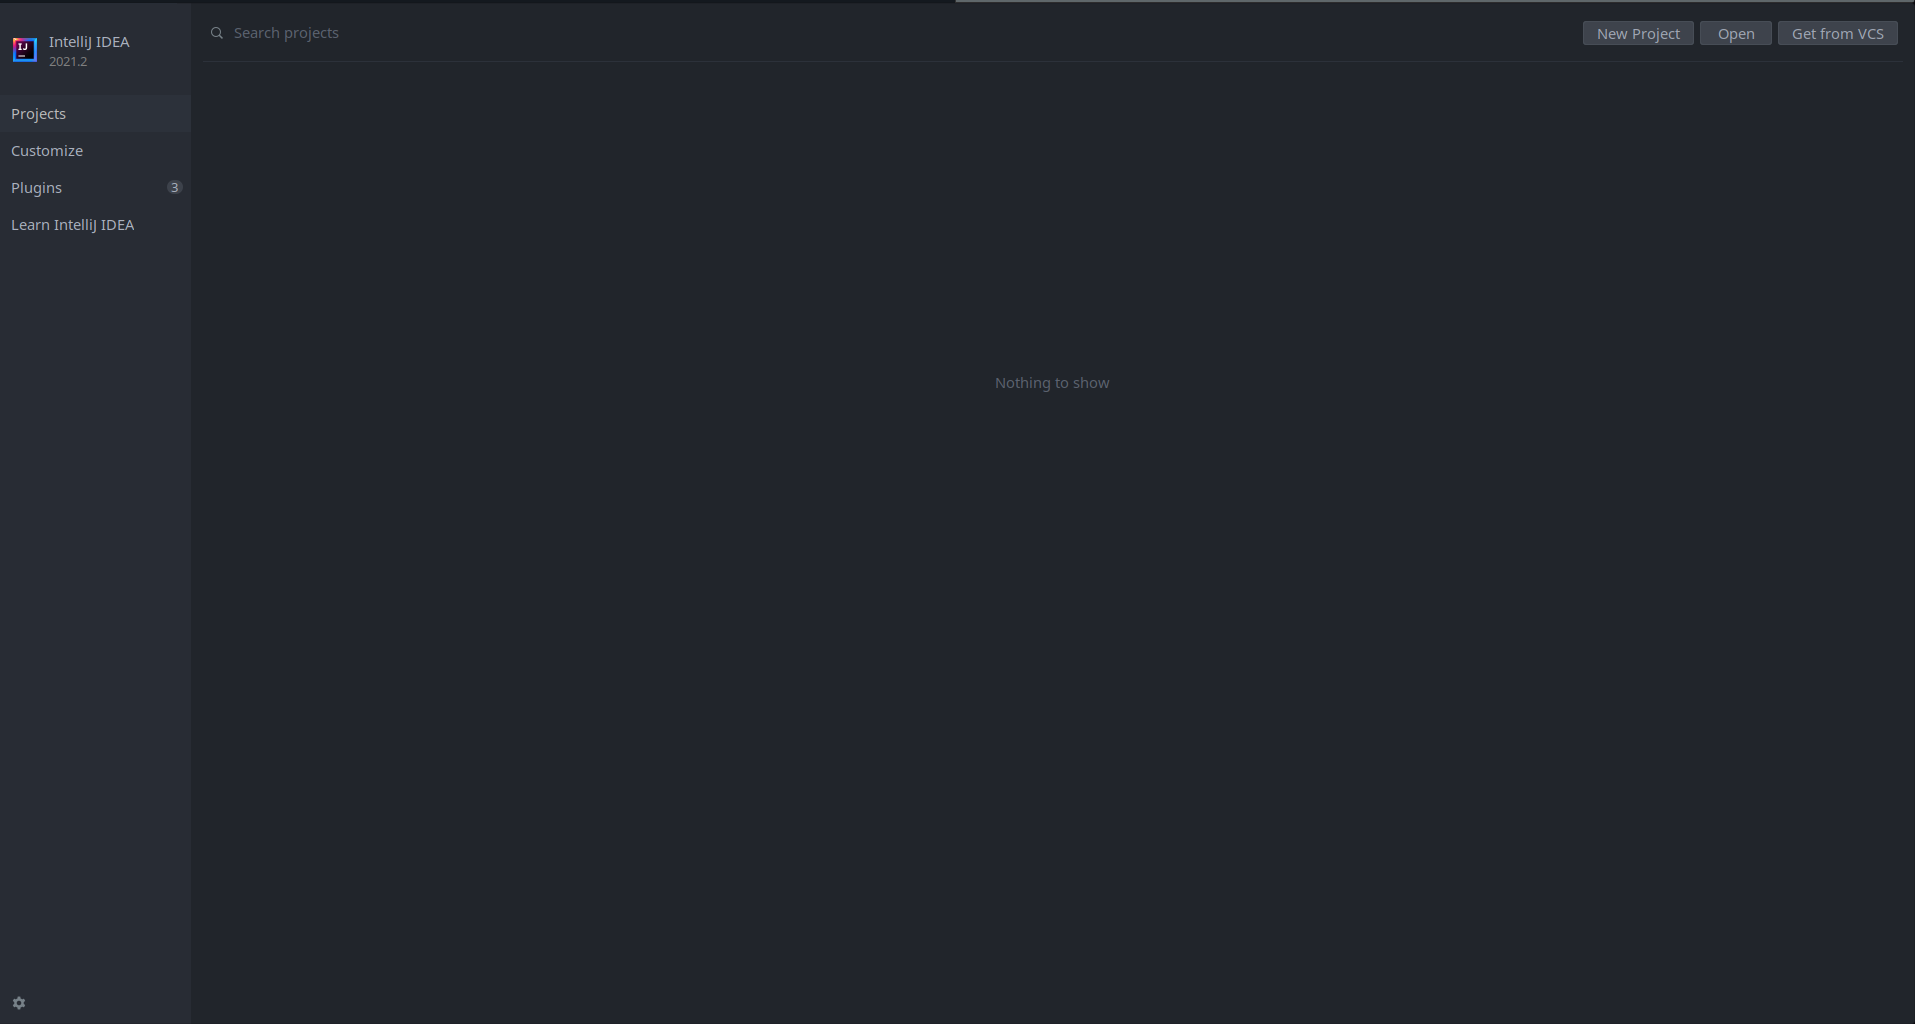 IntelliJ IDEA
2021.2
Projects
Customize
Plugins 3
Learn IntelliJ IDEA
Search projects
New Project Open Get from VCS
Nothing to show